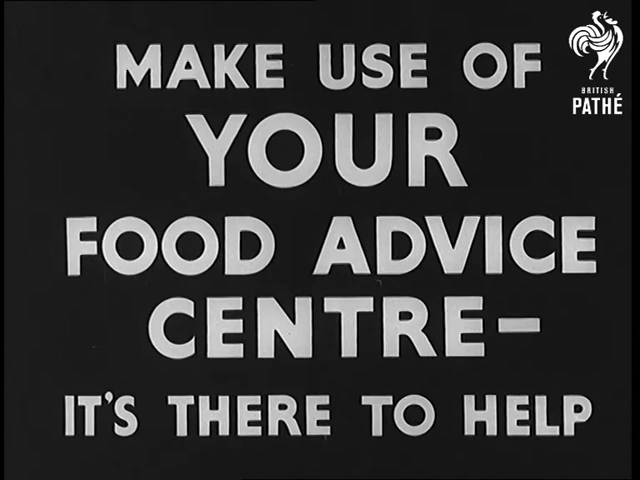 MAKE USE OF
YOUR
FOOD ADVICE
CENTRE–
IT'S THERE TO HELP
BRITISH
PATHÉ